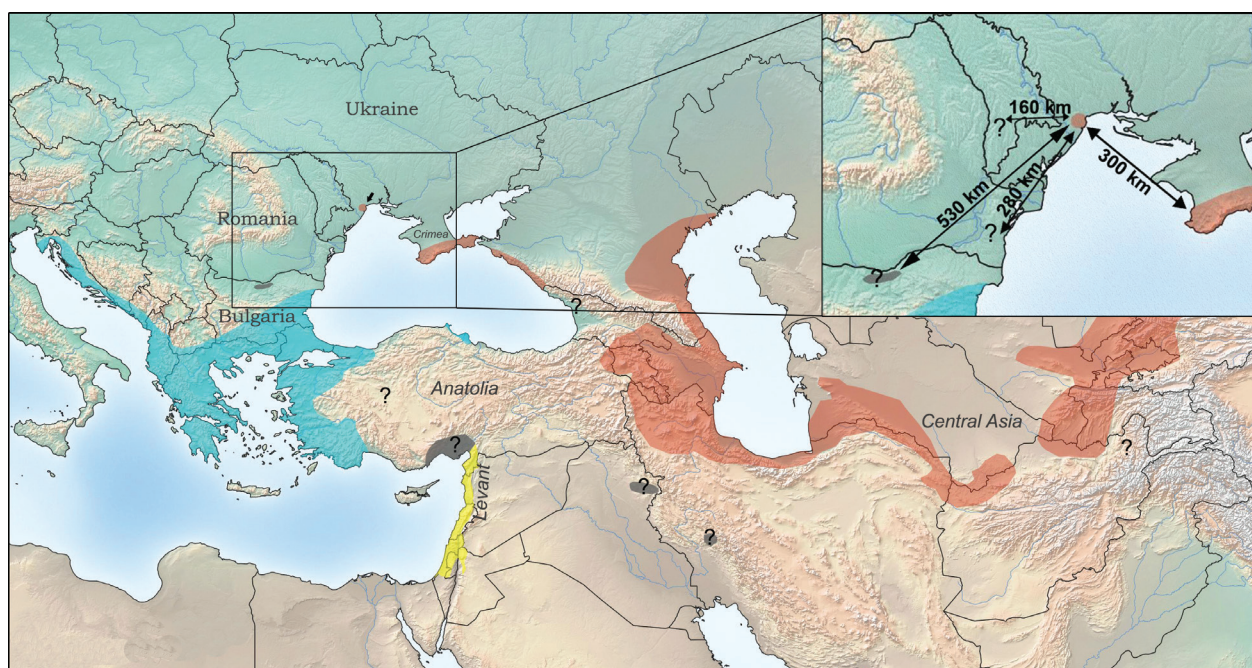 Ukraine
Romania
Crimea
Bulgaria
?
Anatolia
?
?
Levant
?
?
Central Asia
?
160 km
?
530 km
280 km
300 km
?
?